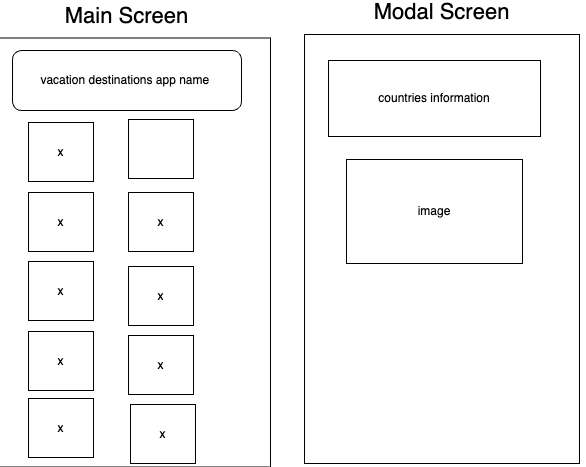 Main Screen
Modal Screen
vacation destinations app name
countries information
image
x
x
x
x
x
x
x
x
x